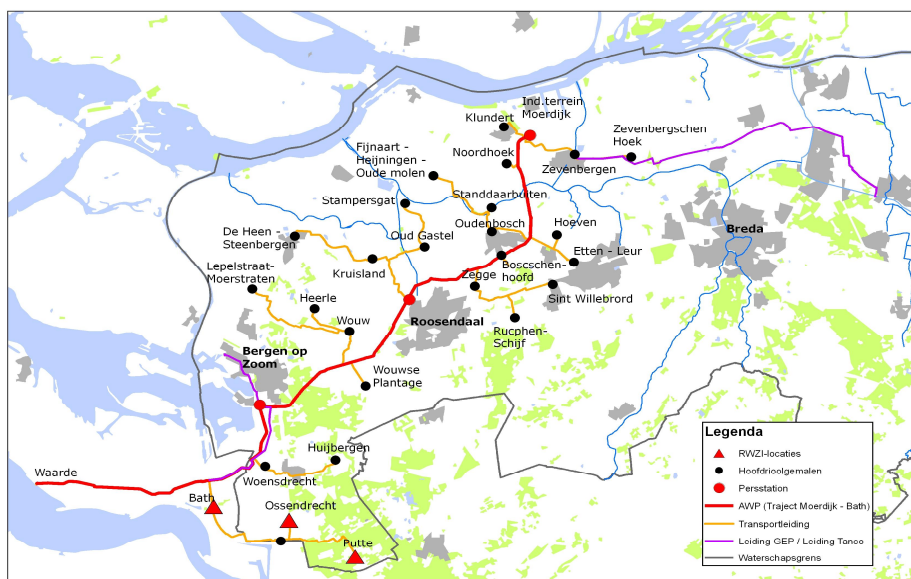 Ind.terrein
Moerdijk
Klundert
Zevenbergschen
Hoek
Fijnaart -
Heijningen -
Oude molen
Noordhoek
Zevenbergen
Stampersgat
Standdaarbuiten
Oudenbosch
Hoeven
De Heen -
Steenbergen
Oud Gastel
Breda
Etten - Leur
Lepelstraat-
Moerstraten
Kruisland
Zegge
Boscschen-
hoofd
Heerle
Sint Willebrord
Wouw
Roosendaal
Rucphen-
Schijf
Bergen op
Zoom
Wouwse
Plantage
Huijbergen
Waarde
Woensdrecht
Bath
Ossendrecht
Putte
Legenda
RWZI-locaties
Hoofdrioolgemalen
Persstation
AWP (Traject Moerdijk - Bath)
Transportleiding
Loiding GEP / Loiding Tanoo
Waterschapsgrens